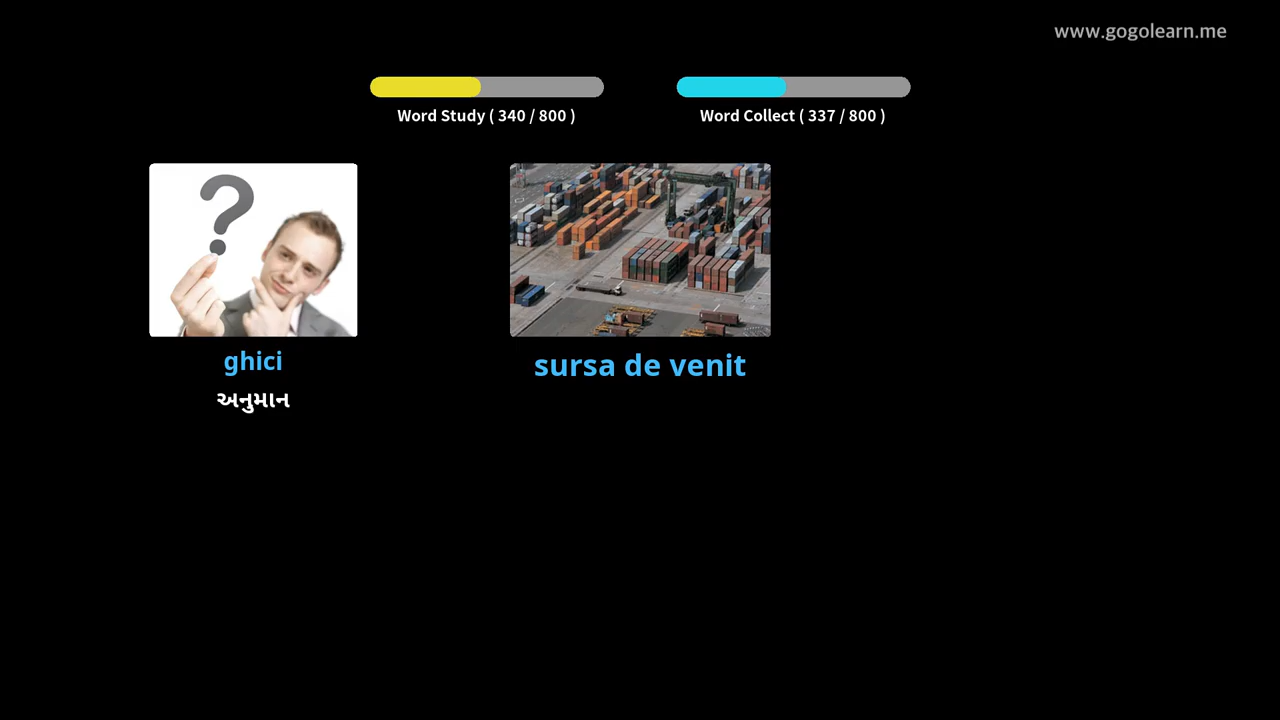 www.gogolearn.me
Word Study ( 340 / 800 )
Word Collect ( 337 / 800 )
ghici
અનુમાન
sursa de venit